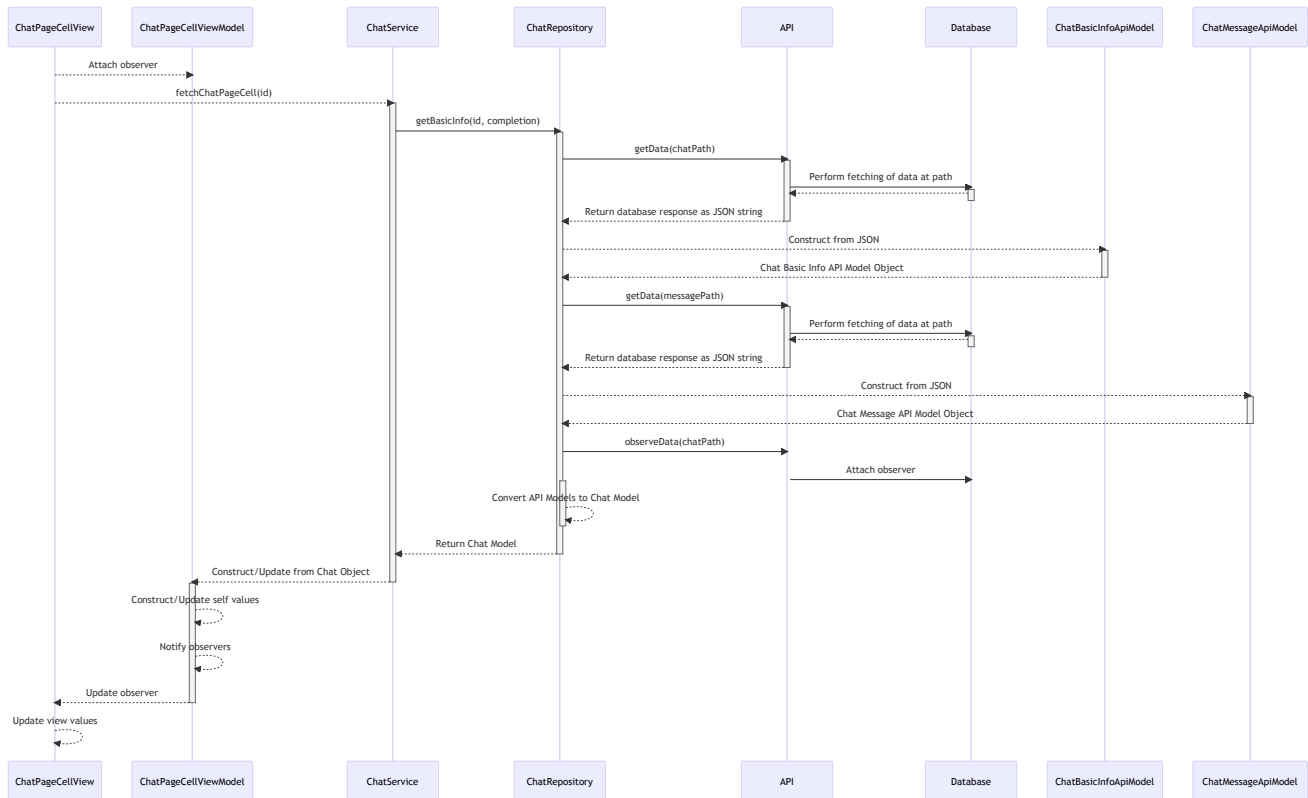 ChatPageCellView
ChatPageCellViewModel
ChatService
ChatRepository
API
Database
ChatBasicInfoApiModel
ChatMessageApiModel
Attach observer
fetchChatPageCell(id)
getBasicInfo(id, completion)
getData(chatPath)
Perform fetching of data at path
Return database response as JSON string
Construct from JSON
Chat Basic Info API Model Object
getData(messagePath)
Perform fetching of data at path
Return database response as JSON string
Construct from JSON
Chat Message API Model Object
observeData(chatPath)
Attach observer
Convert API Models to Chat Model
Return Chat Model
Construct/Update from Chat Object
Construct/Update self values
Notify observers
Update observer
Update view values
ChatPageCellView
ChatPageCellViewModel
ChatService
ChatRepository
API
Database
ChatBasicInfoApiModel
ChatMessageApiModel